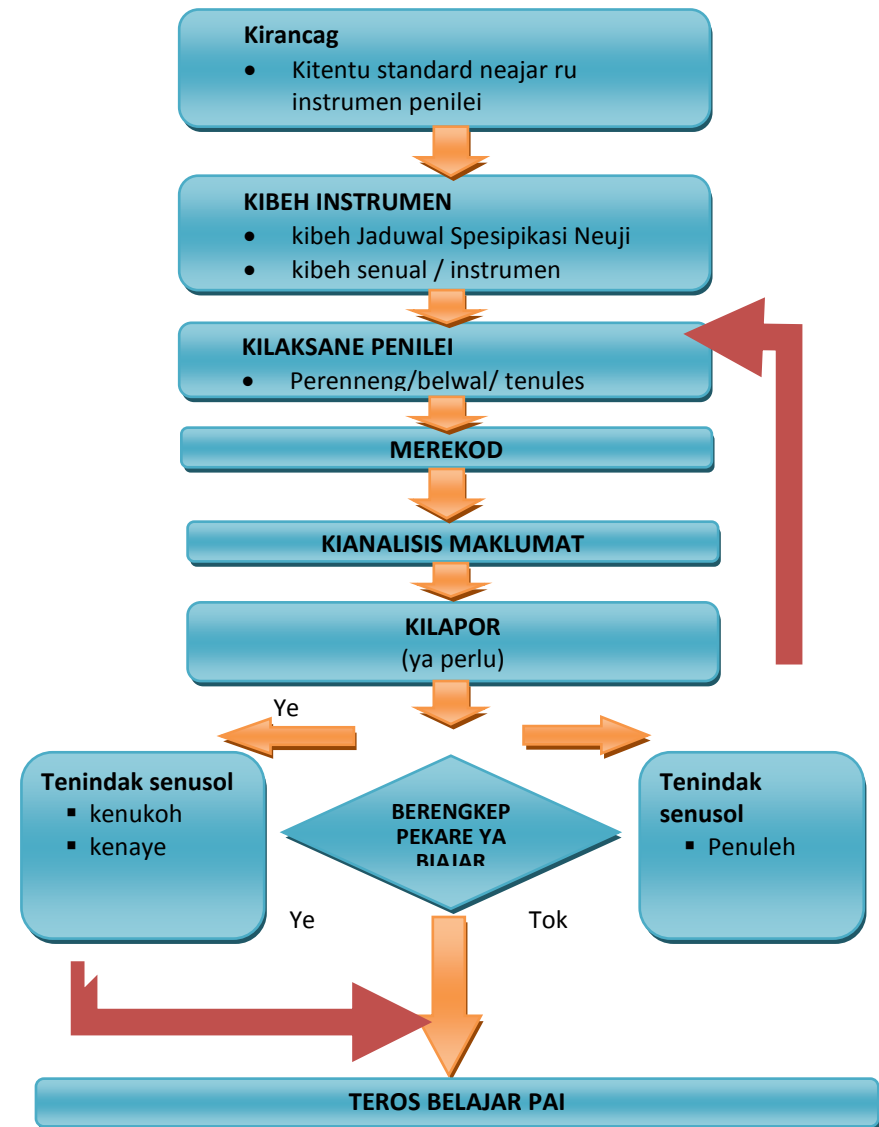 Kirancag
• Kitentu standard neajar ru
instrumen penilei
KIBEH INSTRUMEN
• kibeh Jaduwal Spesipikasi Neuji
• kibeh senual / instrumen
KILAKSANE PENILEI
• Perenneng/belwal/ tenules
MEREKOD
KIANALISIS MAKLUMAT
KILAPOR
(ya perlu)
Ye
Tenindak senusol
▪ kenukoh
▪ kenaye
BERENGKEP
PEKARE YA
BIAJAR
Tenindak
senusol
▪ Penuleh
Ye
Tok
TEROS BELAJAR PAI